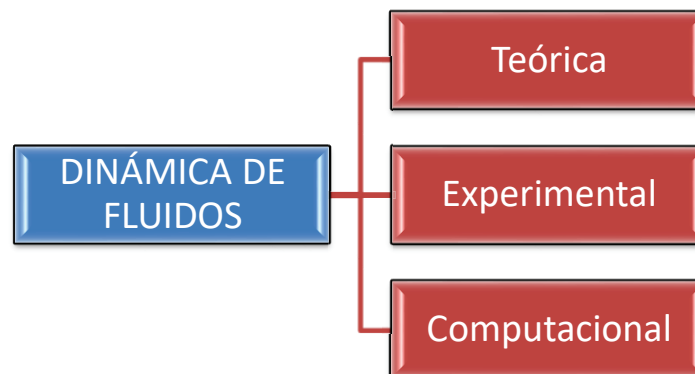 Teórica
DINÁMICA DE
FLUIDOS
Experimental
Computacional